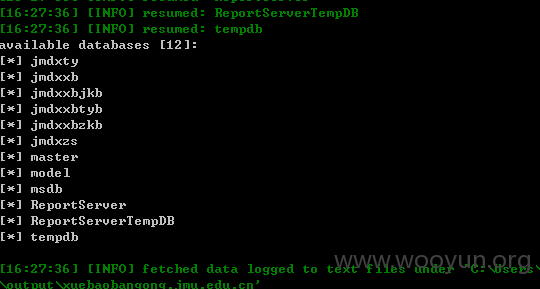 [16:27:36] [INFO] resumed: ReportServerTempDB
[16:27:36] [INFO] resumed: tempdb
available databases [12]:
[*] jmdxty
[*] jmdxxb
[*] jmdxxbjkb
[*] jmdxxbtyb
[*] jmdxxbzkb
[*] jmdxzs
[*] master
[*] model
[*] msdb
[*] ReportServer
[*] ReportServerTempDB
[*] tempdb
www.wooyun.org
[16:27:36] [INFO] fetched data logged to text files under 'C:\Users\
\output\xuebaobangong.jmu.edu.cn'